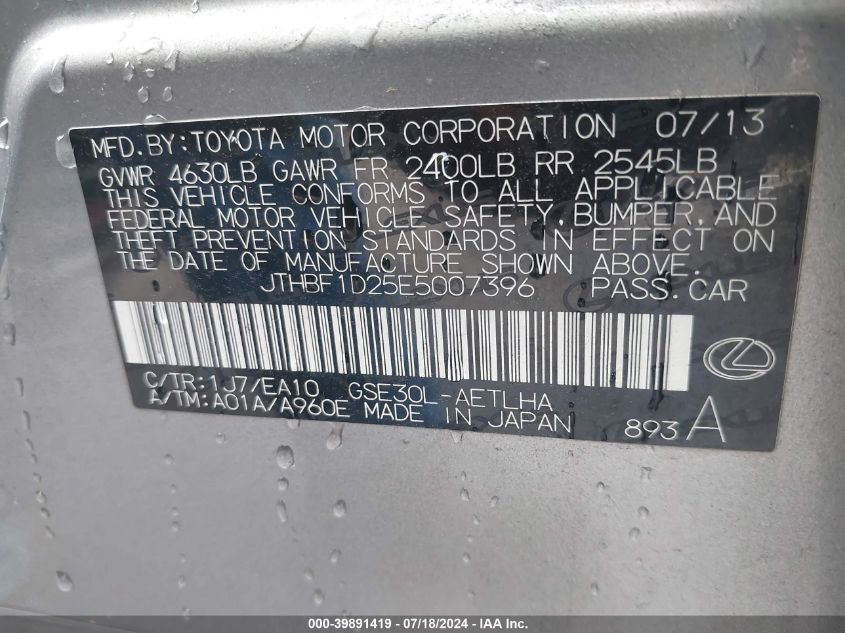 MFD.BY:TOYOTA MOTOR CORPORATION 07/13
GVWR 4630LB GAWR FR 2400LB RR 2545LB
THIS VEHICLE CONFORMS TO ALL APPLICABLE
FEDERAL MOTOR VEHICLE SAFETY,BUMPER,AND
THEFT PREVENTION STANDARDS IN EFFECT ON
THE DATE OF MANUFACTURE SHOWN ABOVE.
JTHBF1D25E5007396 PASS.CAR
C/TR:1J7/EA10 GSE30L-AETLHA
A/TM:A01A/A960E MADE IN JAPAN 893 A
000-39891419 - 07/18/2024 - IAA Inc.